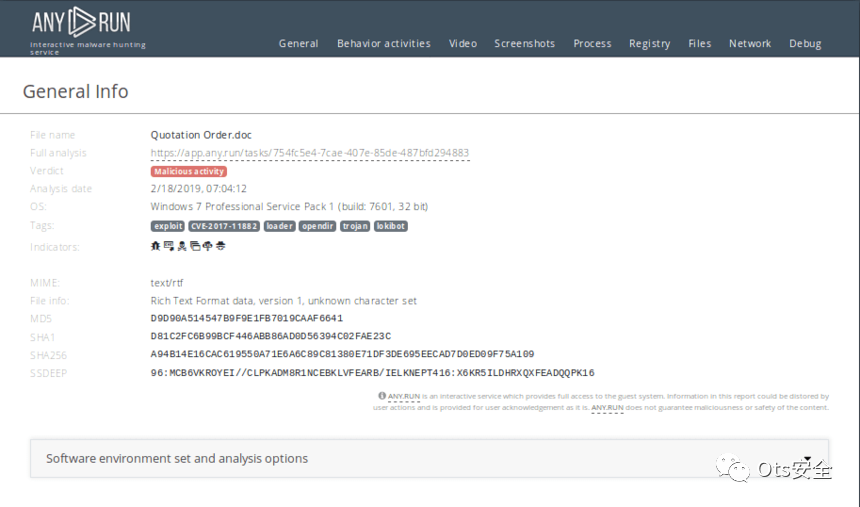 ANY RUN
Interactive malware hunting service
General Behavior activities Video Screenshots Process Registry Files Network Debug
General Info
File name Quotation Order.doc
Full analysis https://app.any.run/tasks/754fc5e4-7cae-407e-85de-487bfd294883
Verdict Malicious activity
Analysis date 2/18/2019, 07:04:12
OS: Windows 7 Professional Service Pack 1 (build: 7601, 32 bit)
Tags: exploit CVE-2017-11882 loader opendir trojan lokibot
Indicators:
MIME: text/rtf
File info: Rich Text Format data, version 1, unknown character set
MD5 D9D90A514547B9F9E1FB7019CAAF6641
SHA1 D81C2FC6B99BCF446ABB86AD0D56394C02FAE23C
SHA256 A94B14E16CAC619550A71E6A6C89C81380E71DF3DE695EECAD7D0ED09F75A109
SSDEEP 96:MCB6VKROYEI//CLPKADM8R1NCEBKLVFEARB/IELKNEPT416:X6KR5ILDHRXQXFEADQQPK16
ANY.RUN is an interactive service which provides full access to the guest system. Information in this report could be distored by
user actions and is provided for user acknowledgement as it is. ANY.RUN does not guarantee maliciousness or safety of the content.
Software environment set and analysis options
Ots安全